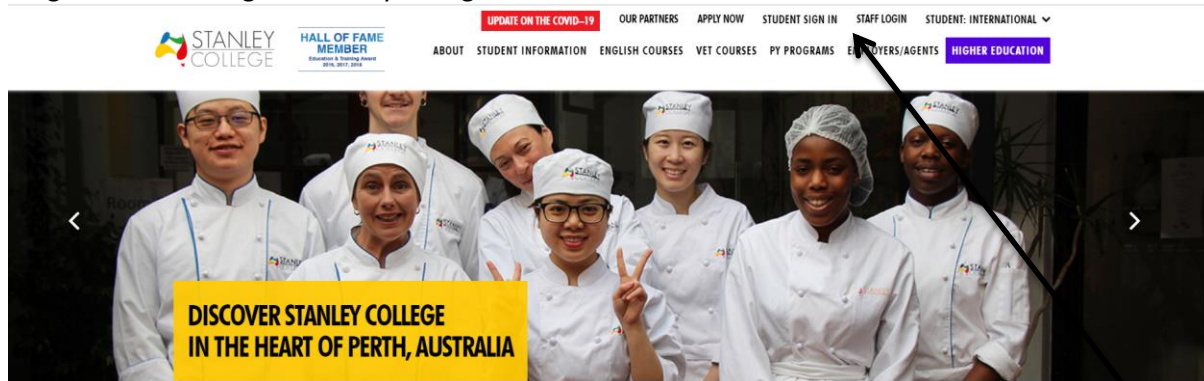 UPDATE ON THE COVID–19 OUR PARTNERS APPLY NOW STUDENT SIGN IN STAFF LOGIN STUDENT: INTERNATIONAL
STANLEY
COLLEGE
HALL OF FAME
MEMBER
Education & Training Award
2016, 2017, 2018
ABOUT STUDENT INFORMATION ENGLISH COURSES VET COURSES PY PROGRAMS EMPLOYERS/AGENTS HIGHER EDUCATION
DISCOVER STANLEY COLLEGE
IN THE HEART OF PERTH, AUSTRALIA